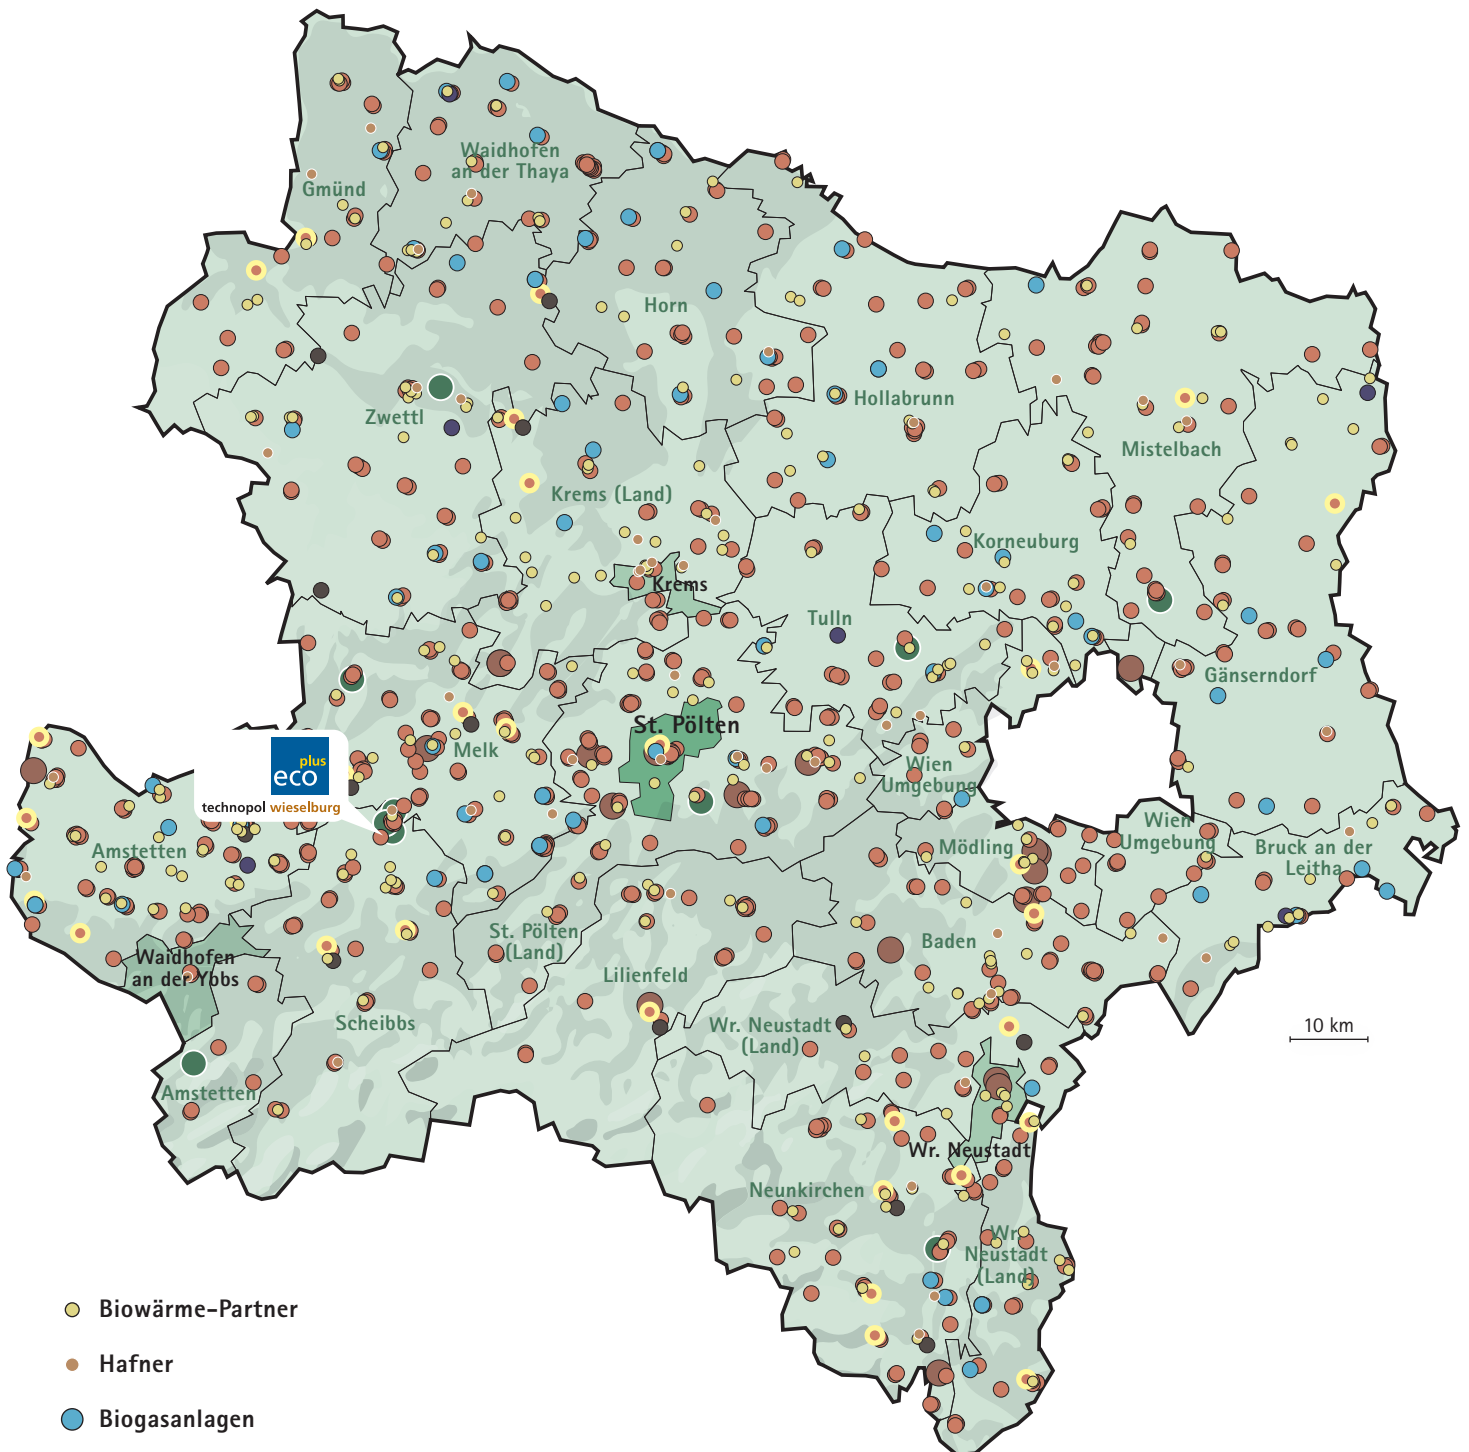 Waidhofen
an der Thaya
Gmünd
Horn
Zwettl
Hollabrunn
Mistelbach
Krems (Land)
Korneuburg
Krems
Tulln
Gänserndorf
St. Pölten
Melk
Wien
Umgebung
plus
eco
technopol wieselburg
Amstetten
Mödling
Wien
Umgebung
Bruck an der
Leitha
St. Pölten
(Land)
Baden
Waidhofen
an der Ybbs
Lilienfeld
Scheibbs
Wr. Neustadt
(Land)
10 km
Amstetten
Wr. Neustadt
Neunkirchen
Wr.
Neustadt
(Land)
Biowärme-Partner
Hafner
Biogasanlagen